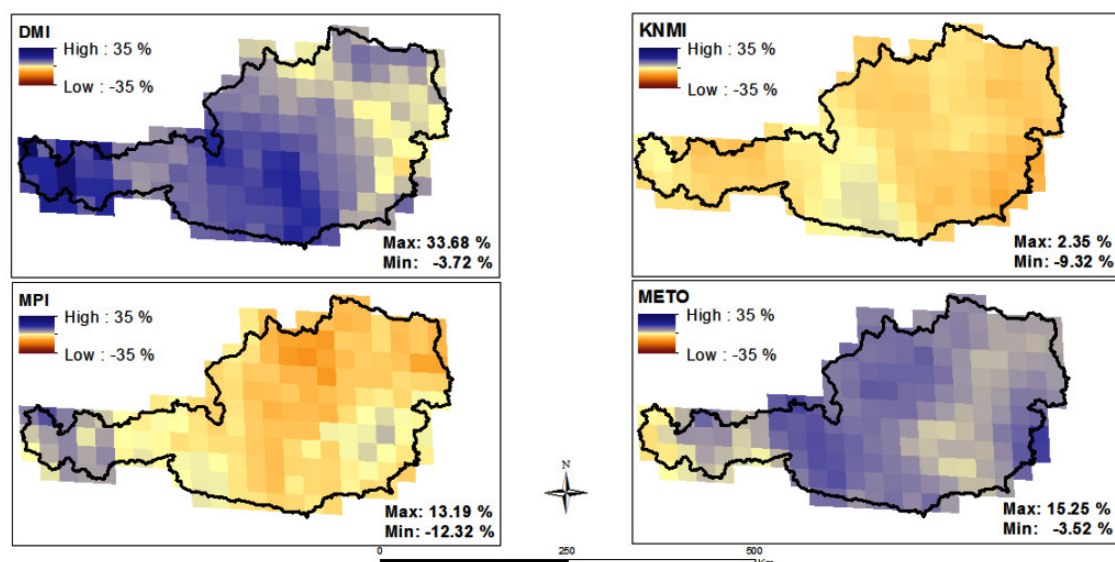 DMI
High : 35 %
Low : -35 %
Max: 33.68 %
Min: -3.72 %
KNMI
High : 35 %
Low : -35 %
Max: 2.35 %
Min: -9.32 %
MPI
High : 35 %
Low : -35 %
Max: 13.19 %
Min: -12.32 %
METO
High : 35 %
Low : -35 %
Max: 15.25 %
Min: -3.52 %
N
0 250 500
Km